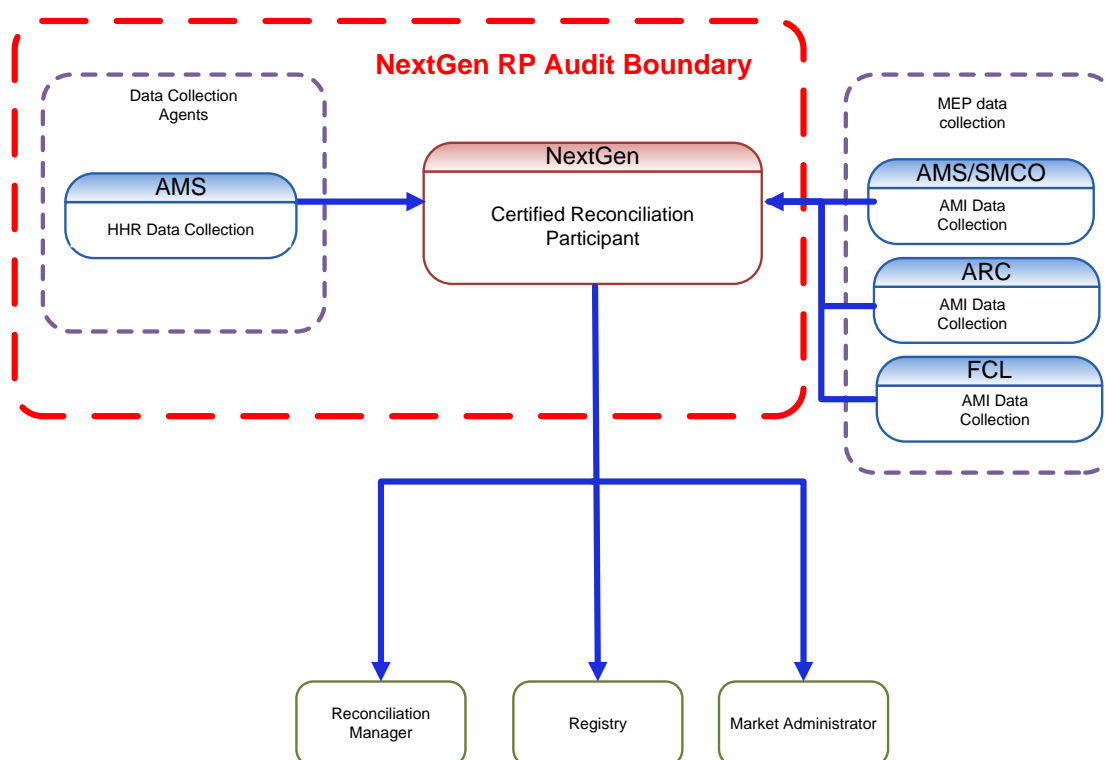 NextGen RP Audit Boundary
Data Collection
Agents
AMS
HHR Data Collection
NextGen
Certified Reconciliation
Participant
MEP data
collection
AMS/SMCO
AMI Data
Collection
ARC
AMI Data
Collection
FCL
AMI Data
Collection
Reconciliation
Manager
Registry
Market Administrator